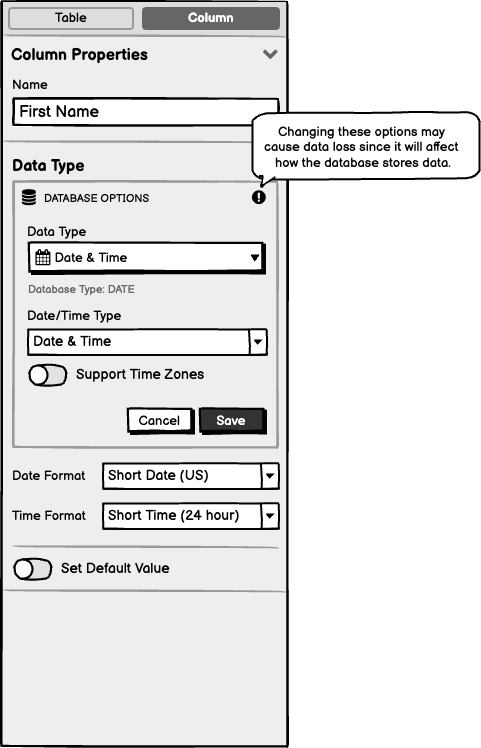 Table Column
Column Properties
Name
First Name
Changing these options may
cause data loss since it will affect
how the database stores data.
Data Type
DATABASE OPTIONS
Data Type
Date & Time
Database Type: DATE
Date/Time Type
Date & Time
Support Time Zones
Cancel Save
Date Format Short Date (US)
Time Format Short Time (24 hour)
Set Default Value